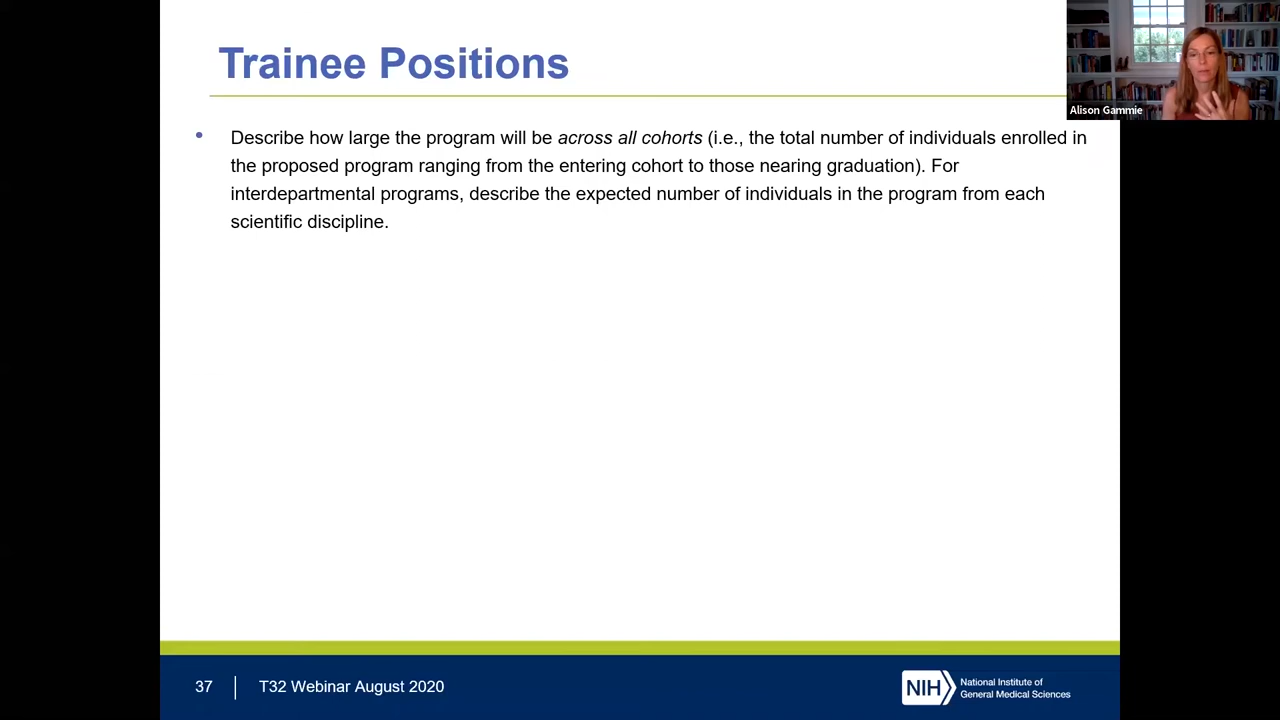 Trainee Positions
Alison Gammie
• Describe how large the program will be across all cohorts (i.e., the total number of individuals enrolled in
the proposed program ranging from the entering cohort to those nearing graduation). For
interdepartmental programs, describe the expected number of individuals in the program from each
scientific discipline.
37
T32 Webinar August 2020
NIH
National Institute of
General Medical Sciences